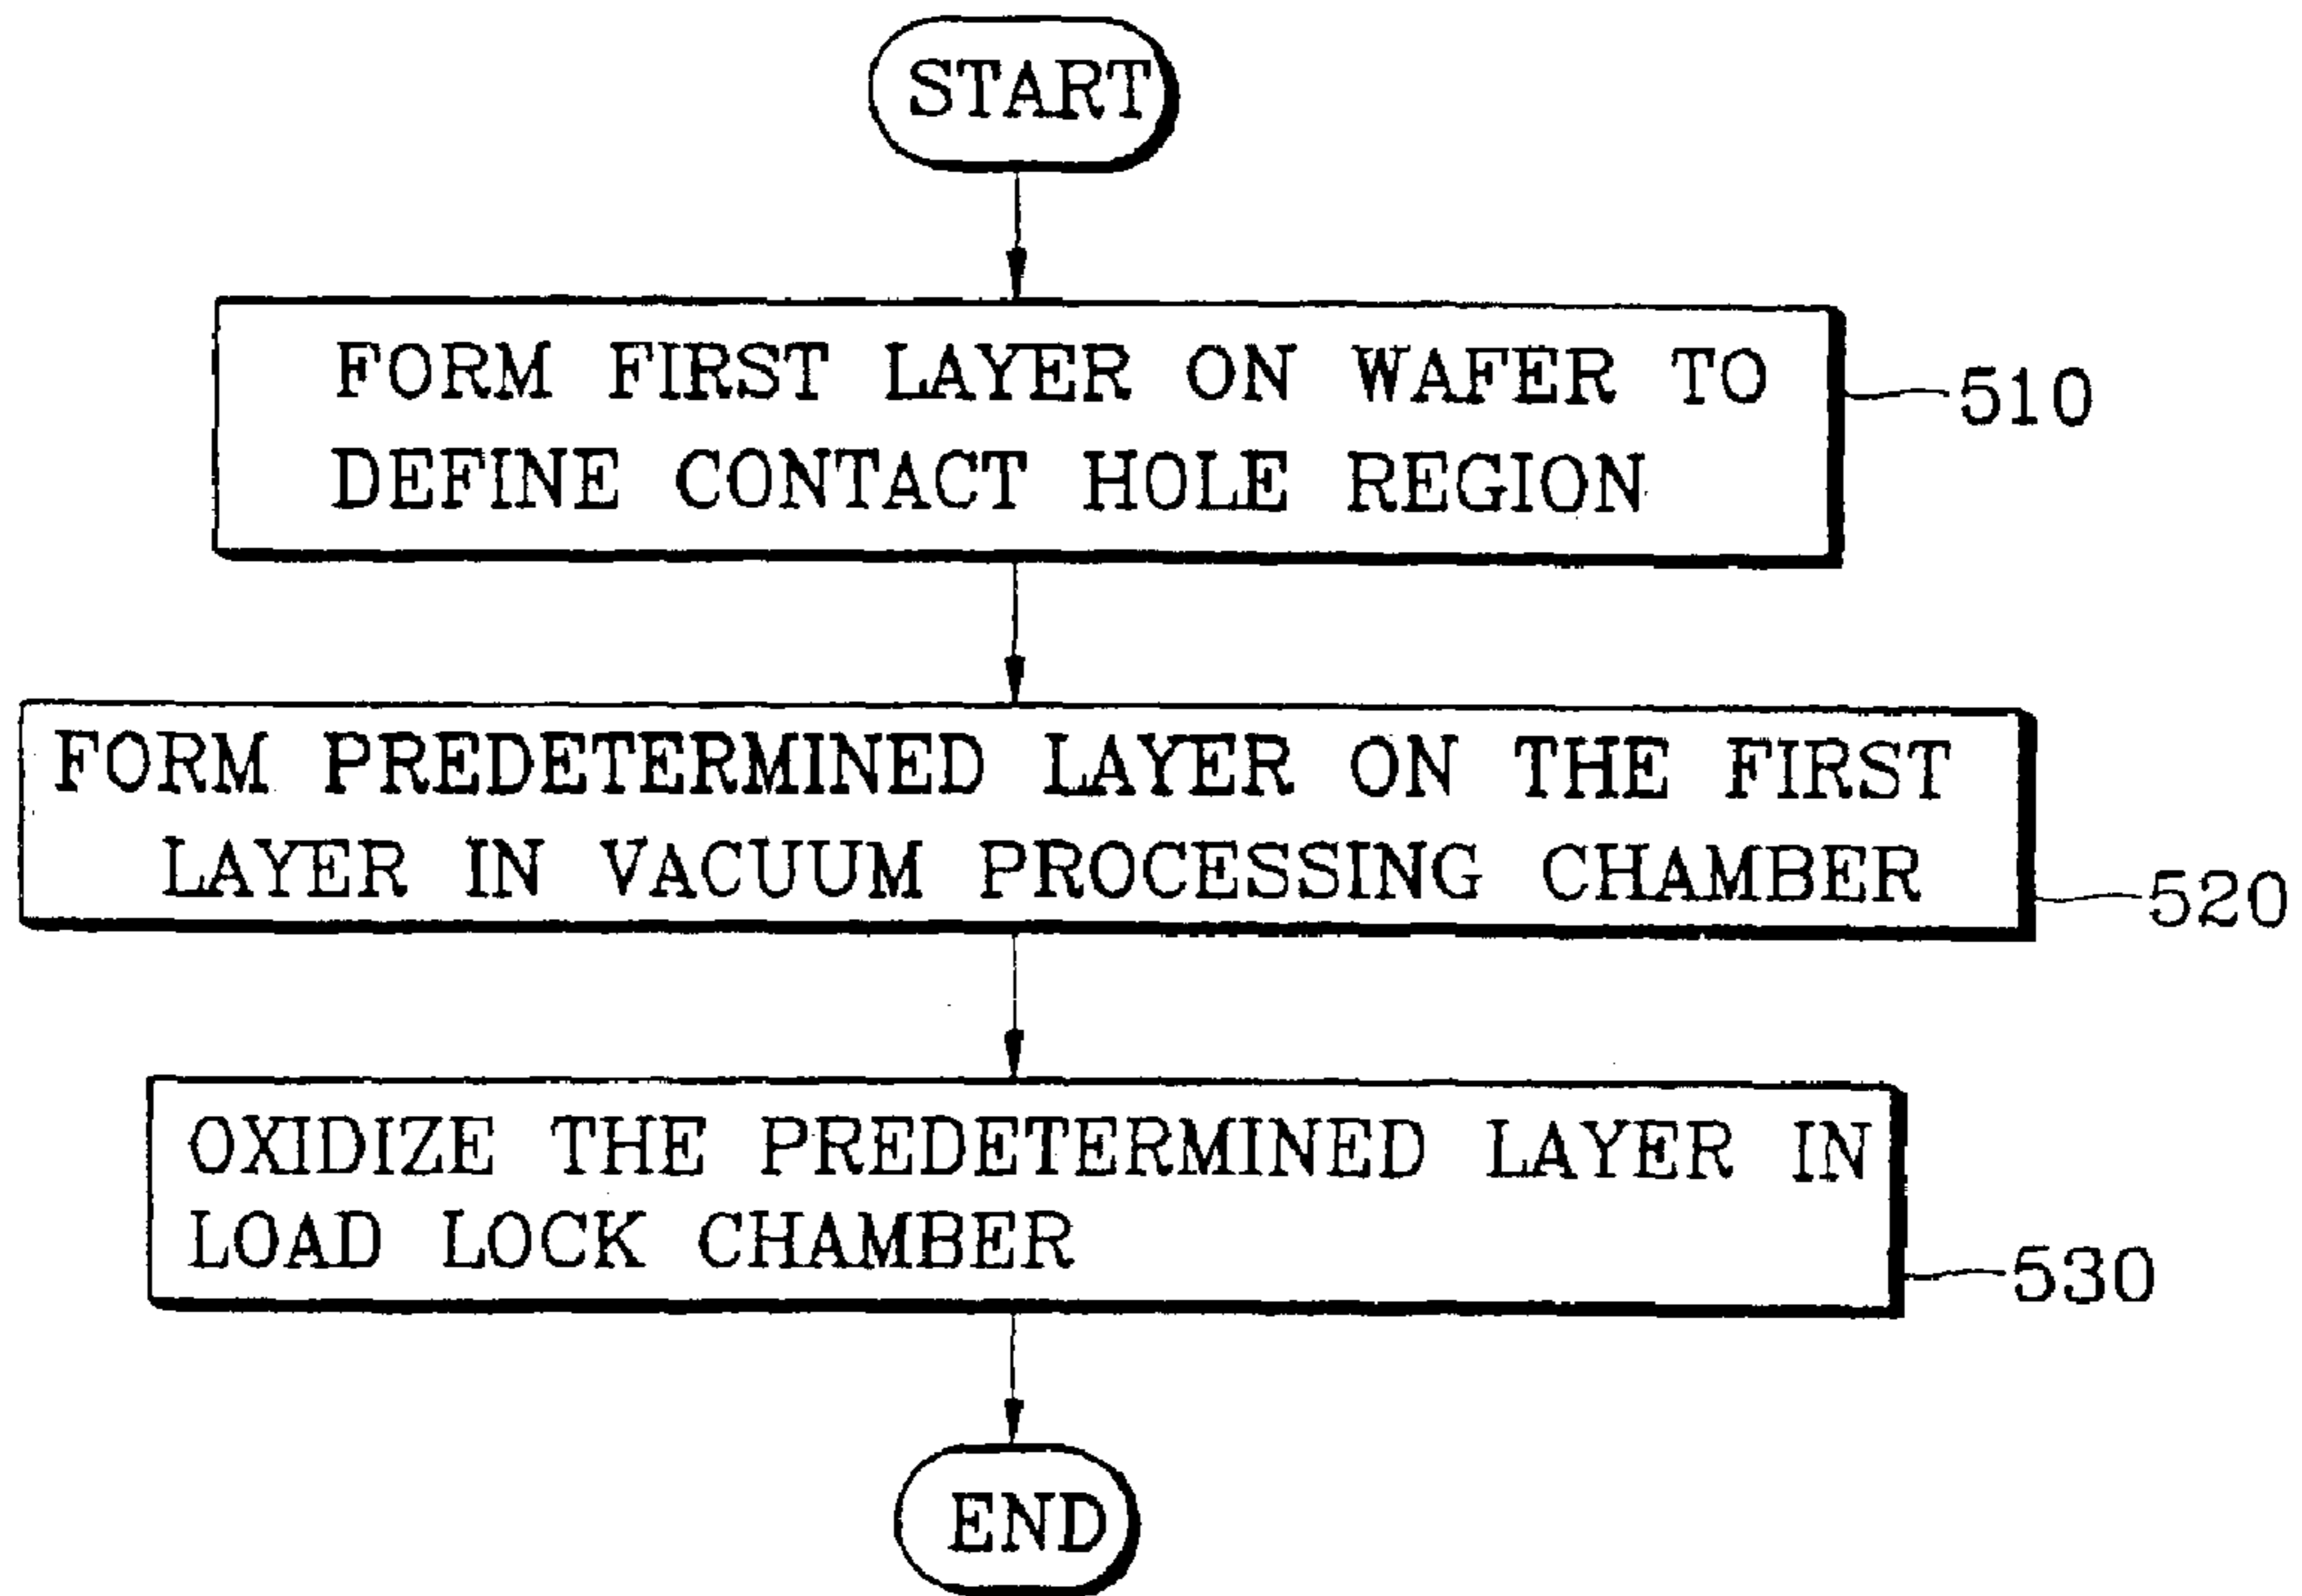 START
FORM FIRST LAYER ON WAFER TO
DEFINE CONTACT HOLE REGION
510
FORM PREDETERMINED LAYER ON THE FIRST
LAYER IN VACUUM PROCESSING CHAMBER
520
OXIDIZE THE PREDETERMINED LAYER IN
LOAD LOCK CHAMBER
530
END